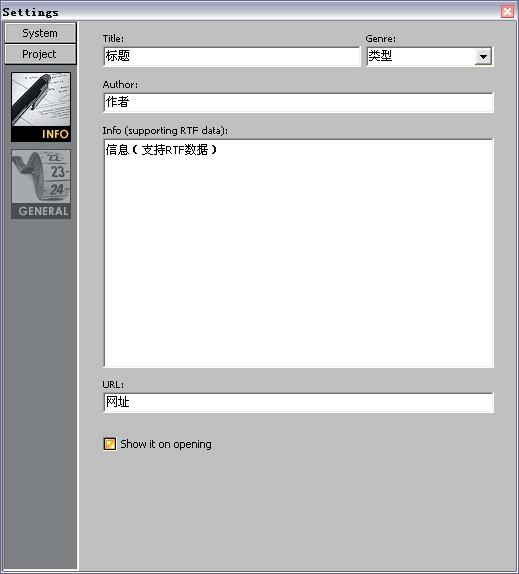 Settings
System
Project
INFO
22
23
24
GENERAL
Title:
标题
Genre:
类型
Author:
作者
Info (supporting RTF data):
信息（支持RTF数据）
URL:
网址
Show it on opening